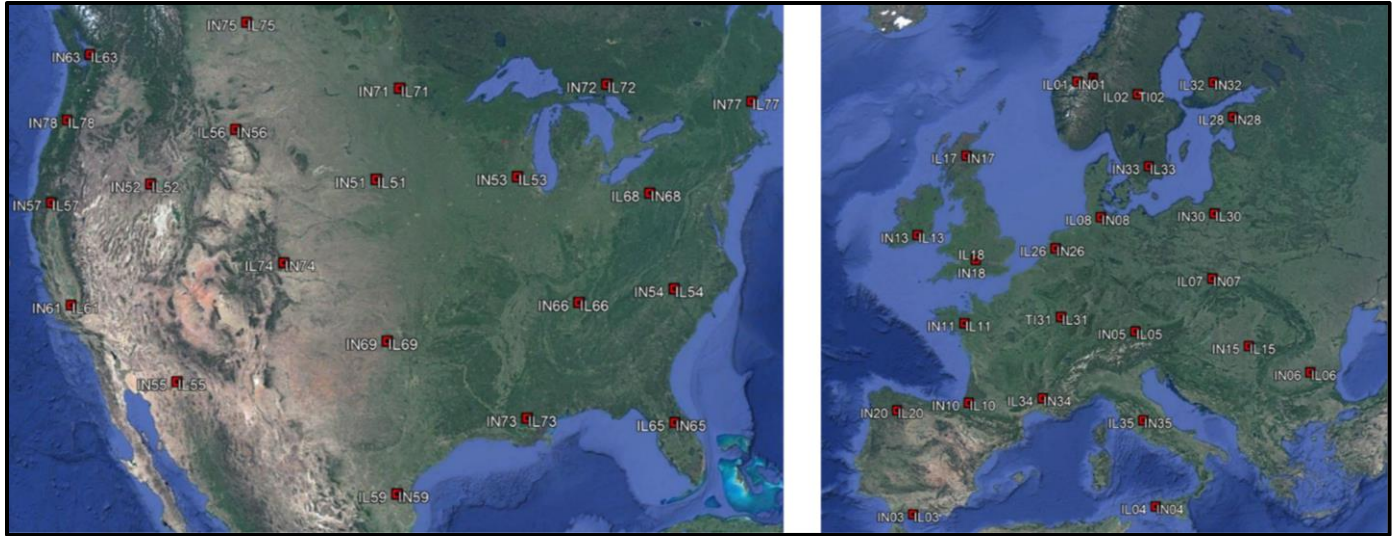 IN75 IL75
IN63 IL63
IN71 IL71
IN72 IL72
IN77 IL77
IN78 IL78
IL56 IN56
IN52 IL52
IN51 IL51
IN53 IL53
IL68 IN68
IN57 IL57
IL74 IN74
IN54 IL54
IN61 IL61
IN66 IL66
IN69 IL69
IN55 IL55
IN73 IL73
IL65 IN65
IL59 IN59
IL01 IN01
IL02 TI02
IL32 IN32
IL28 IN28
IL17 IN17
IN33 IL33
IL08 IN08
IN30 IL30
IN13 IL13
IL26 IN26
IL18
IN18
IL07 IN07
IN11 IL11
TI31 IL31
IN05 IL05
IN15 IL15
IN06 IL06
IN20 IL20
IN10 IL10
IL34 IN34
IL35 IN35
IL04 IN04
IN03 IL03